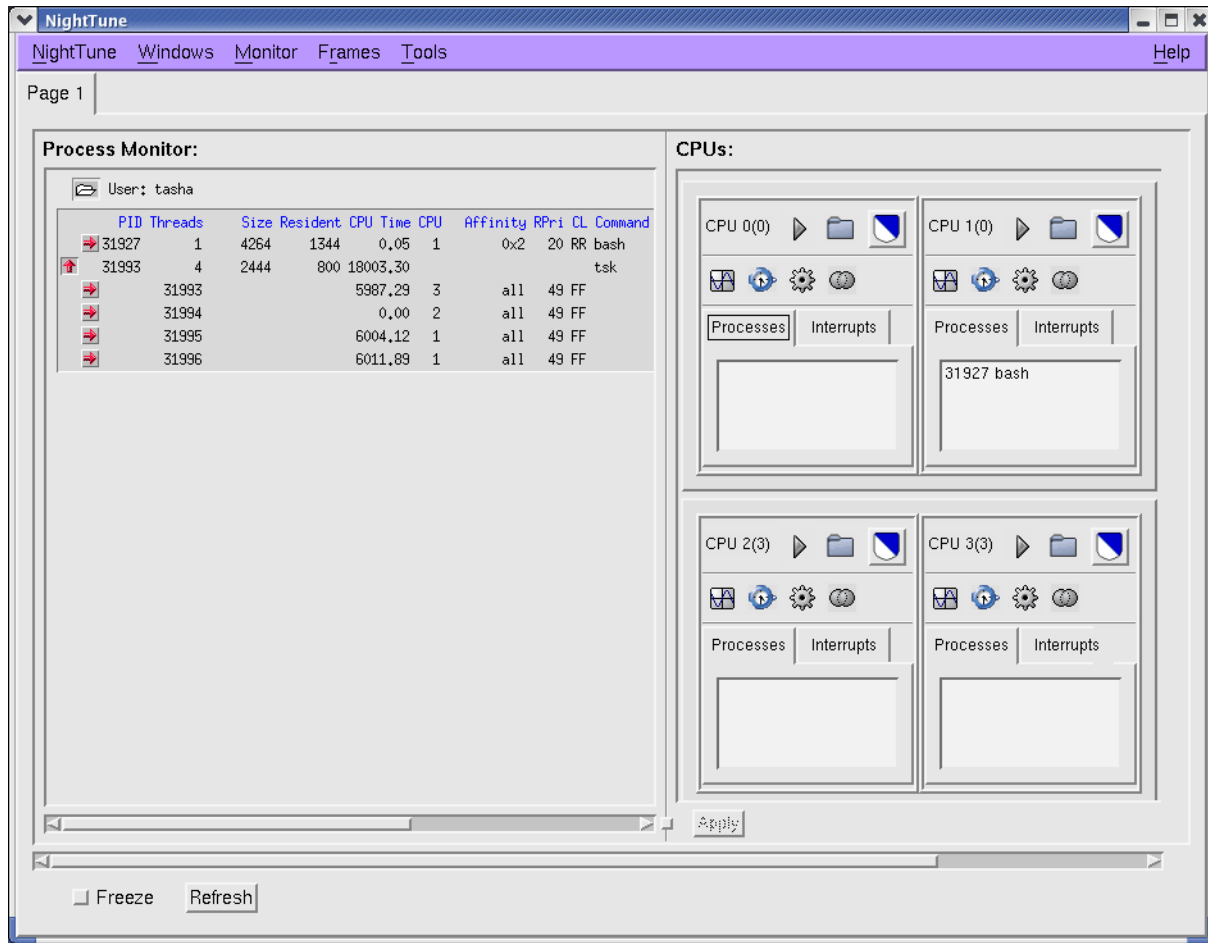 NightTune
NightTune Windows Monitor Frames Tools Help
Page 1
Process Monitor:
User: tasha
PID Threads Size Resident CPU Time CPU Affinity RPri CL Command
31927 1 4264 1344 0.05 1 0x2 20 RR bash
31993 4 2444 800 18003.30 tsk
31993 5987.29 3 all 49 FF
31994 0.00 2 all 49 FF
31995 6004.12 1 all 49 FF
31996 6011.89 1 all 49 FF
CPUs:
CPU 0(0)
Processes Interrupts
CPU 1(0)
Processes Interrupts
31927 bash
CPU 2(3)
Processes Interrupts
CPU 3(3)
Processes Interrupts
Apply
Freeze Refresh